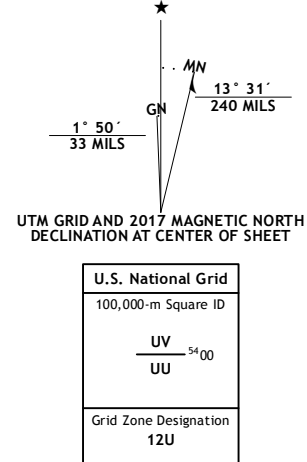 ★
MN
GN
13° 31´
240 MILS
1° 50´
33 MILS
UTM GRID AND 2017 MAGNETIC NORTH
DECLINATION AT CENTER OF SHEET
U.S. National Grid
100,000-m Square ID
UV
5400
UU
Grid Zone Designation
12U